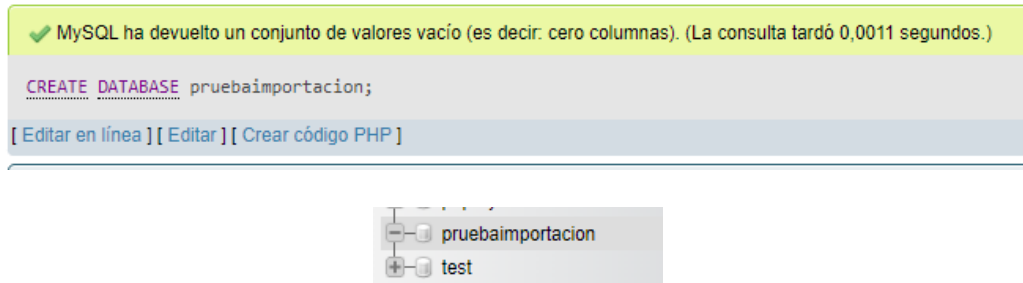 MySQL ha devuelto un conjunto de valores vacío (es decir: cero columnas). (La consulta tardó 0,0011 segundos.)
CREATE DATABASE pruebaimportacion;
[ Editar en línea ] [ Editar ] [ Crear código PHP ]
pruebaimportacion
test